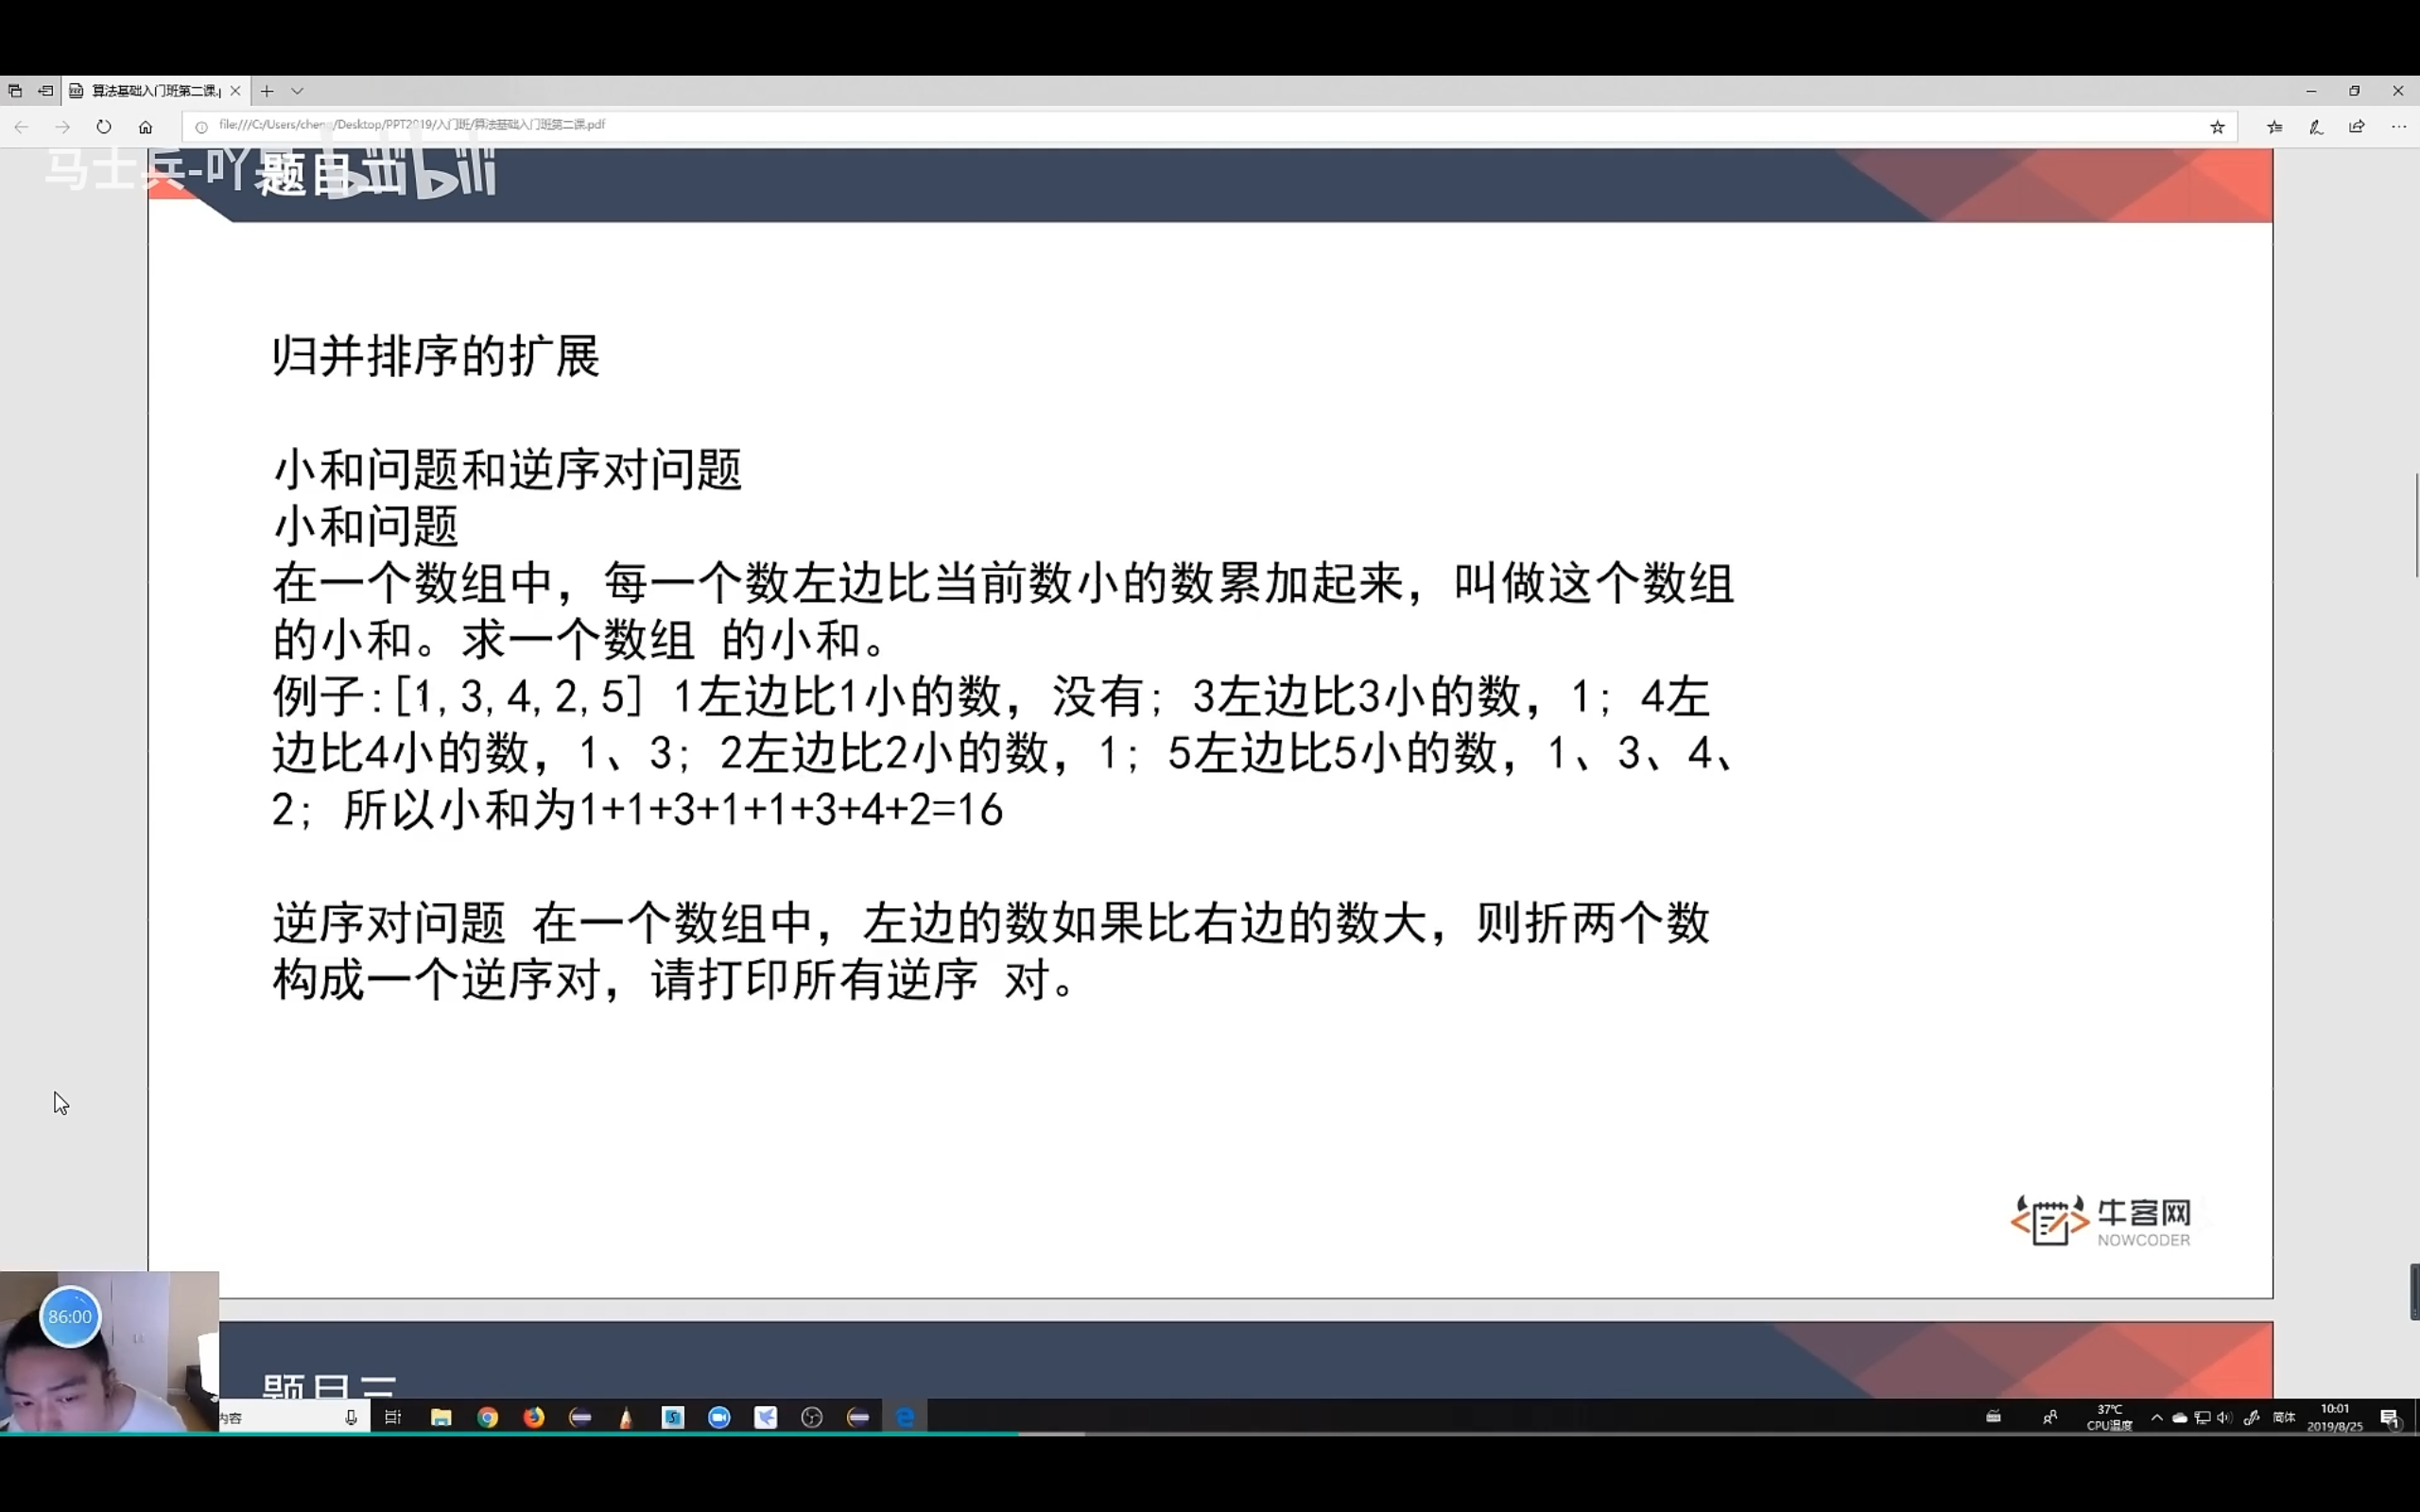 算法基础入门班第二课.p
file:///C:/Users/cheng/Desktop/PPT2019/入门班/算法基础入门班第二课.pdf
马士兵-吖
bilibili
题目二
归并排序的扩展
小和问题和逆序对问题
小和问题
在一个数组中，每一个数左边比当前数小的数累加起来，叫做这个数组
的小和。求一个数组 的小和。
例子:[1,3,4,2,5] 1左边比1小的数，没有；3左边比3小的数，1；4左
边比4小的数，1、3；2左边比2小的数，1；5左边比5小的数，1、3、4、
2；所以小和为1+1+3+1+1+3+4+2=16
逆序对问题 在一个数组中，左边的数如果比右边的数大，则折两个数
构成一个逆序对，请打印所有逆序 对。
牛客网
NOWCODER
86:00
题目三
内容
37℃
CPU温度
简体
10:01
2019/8/25
1